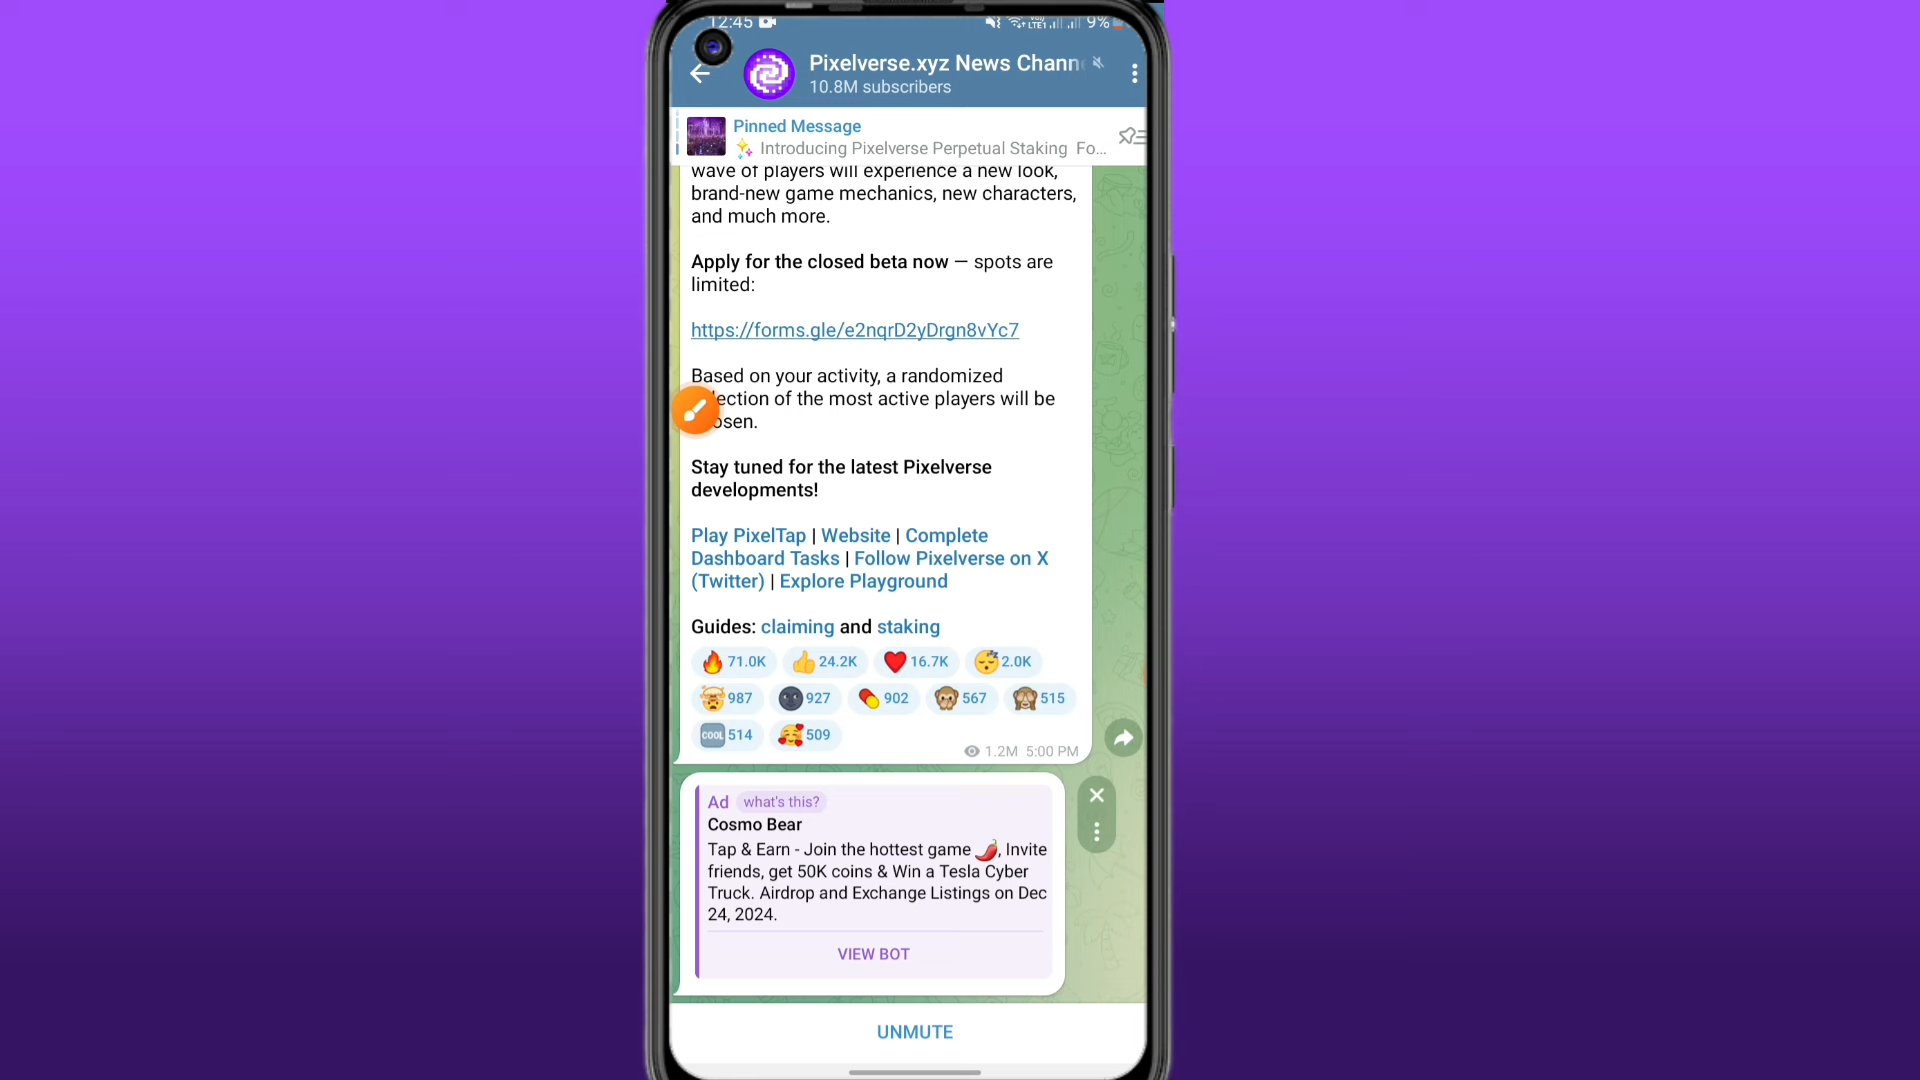 12:45
9%
Pixelverse.xyz News Chann
10.8M subscribers
Pinned Message
✨ Introducing Pixelverse Perpetual Staking Fo...
wave of players will experience a new look,
brand-new game mechanics, new characters,
and much more.
Apply for the closed beta now — spots are
limited:
https://forms.gle/e2nqrD2yDrgn8vYc7
Based on your activity, a randomized
ection of the most active players will be
osen.
Stay tuned for the latest Pixelverse
developments!
Play PixelTap | Website | Complete
Dashboard Tasks | Follow Pixelverse on X
(Twitter) | Explore Playground
Guides: claiming and staking
🔥 71.0K 👍 24.2K ❤️ 16.7K 😴 2.0K
🤯 987 🌚 927 💊 902 🙊 567 🙈 515
🆒 514 🥰 509
1.2M 5:00 PM
Ad what's this?
Cosmo Bear
Tap & Earn - Join the hottest game 🌶️, Invite
friends, get 50K coins & Win a Tesla Cyber
Truck. Airdrop and Exchange Listings on Dec
24, 2024.
VIEW BOT
UNMUTE